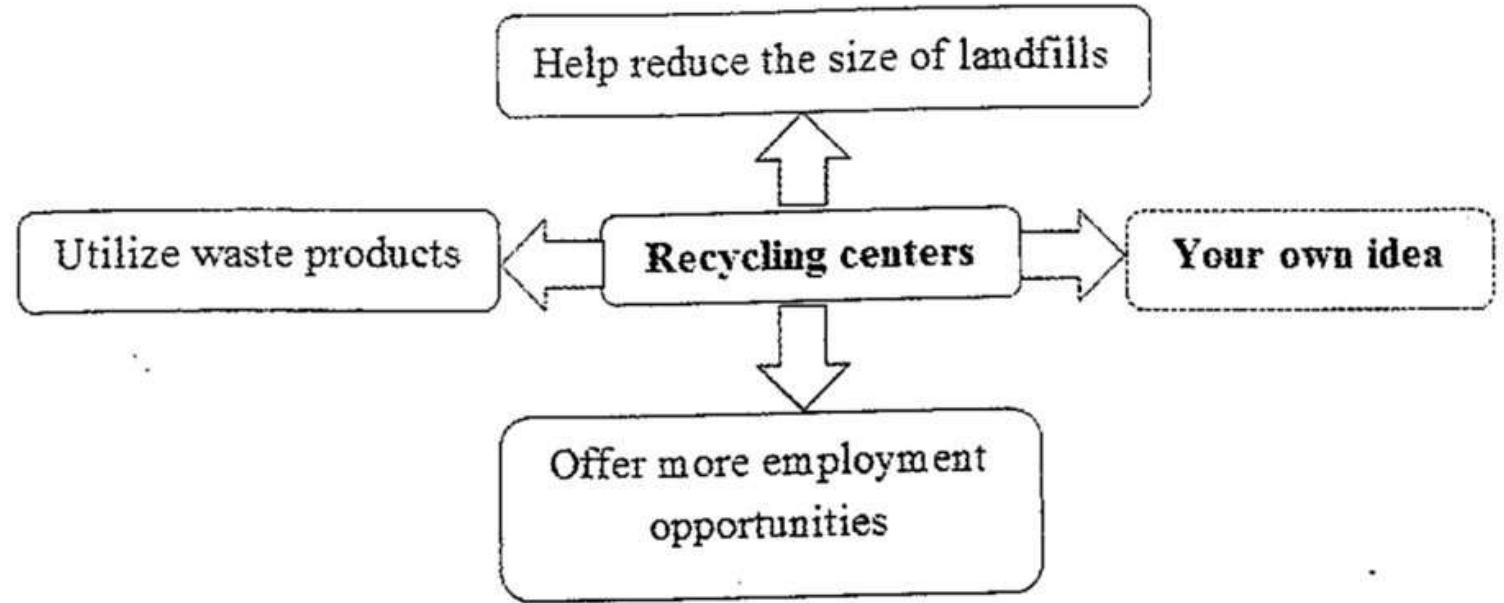 Help reduce the size of landfills
Utilize waste products
Recycling centers
Your own idea
Offer more employment
opportunities